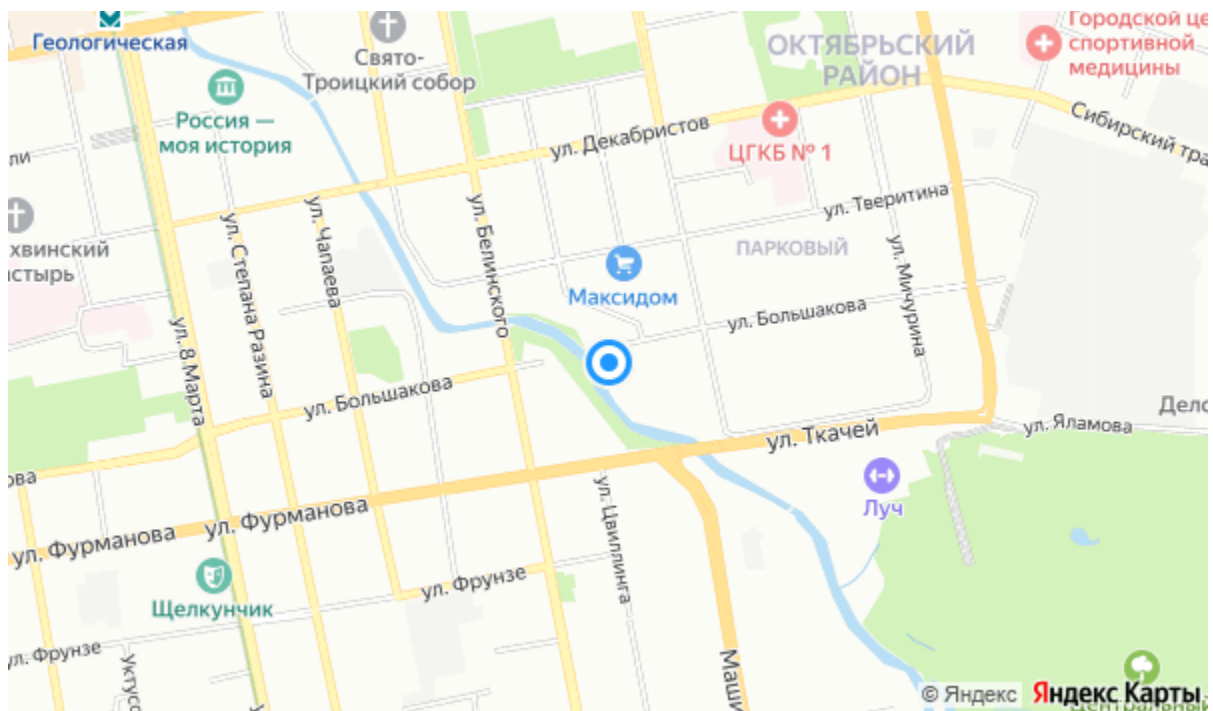 Геологическая
Свято-
Троицкий собор
ОКТЯБРЬСКИЙ
РАЙОН
Городской це
спортивной
медицины
Россия —
моя история
ул. Декабристов
ЦГКБ № 1
Сибирский тра
ли
хвинский
астырь
ул. Степана Разина
ул. Чапаева
ул. Белинского
ул. Тверитина
ПАРКОВЫЙ
ул. Мичурина
Максидом
ул. Большакова
ул. 8 Марта
ул. Большакова
ова
ул. Ткачей
ул. Яламова
Дело
Луч
ул. Фурманова
ул. Фурманова
ул. Цвиллинга
Щелкунчик
ул. Фрунзе
ул. Фрунзе
Уктусс
Маши
© Яндекс Яндекс Карты
Центральный